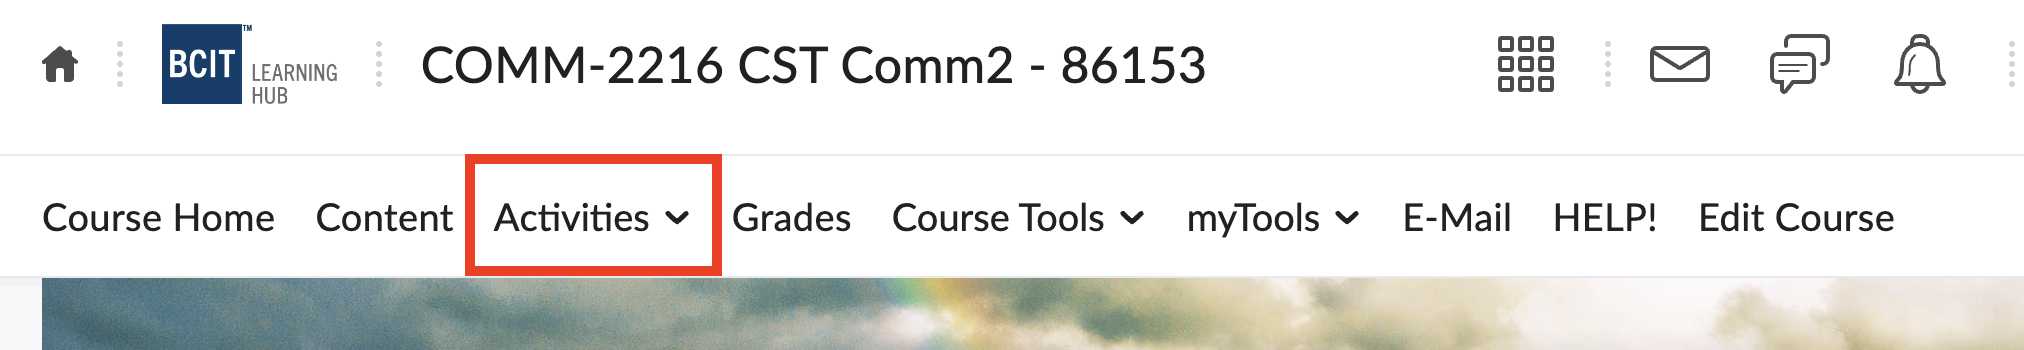 BCIT™ LEARNING HUB
COMM-2216 CST Comm2 - 86153
Course Home Content Activities Grades Course Tools myTools E-Mail HELP! Edit Course